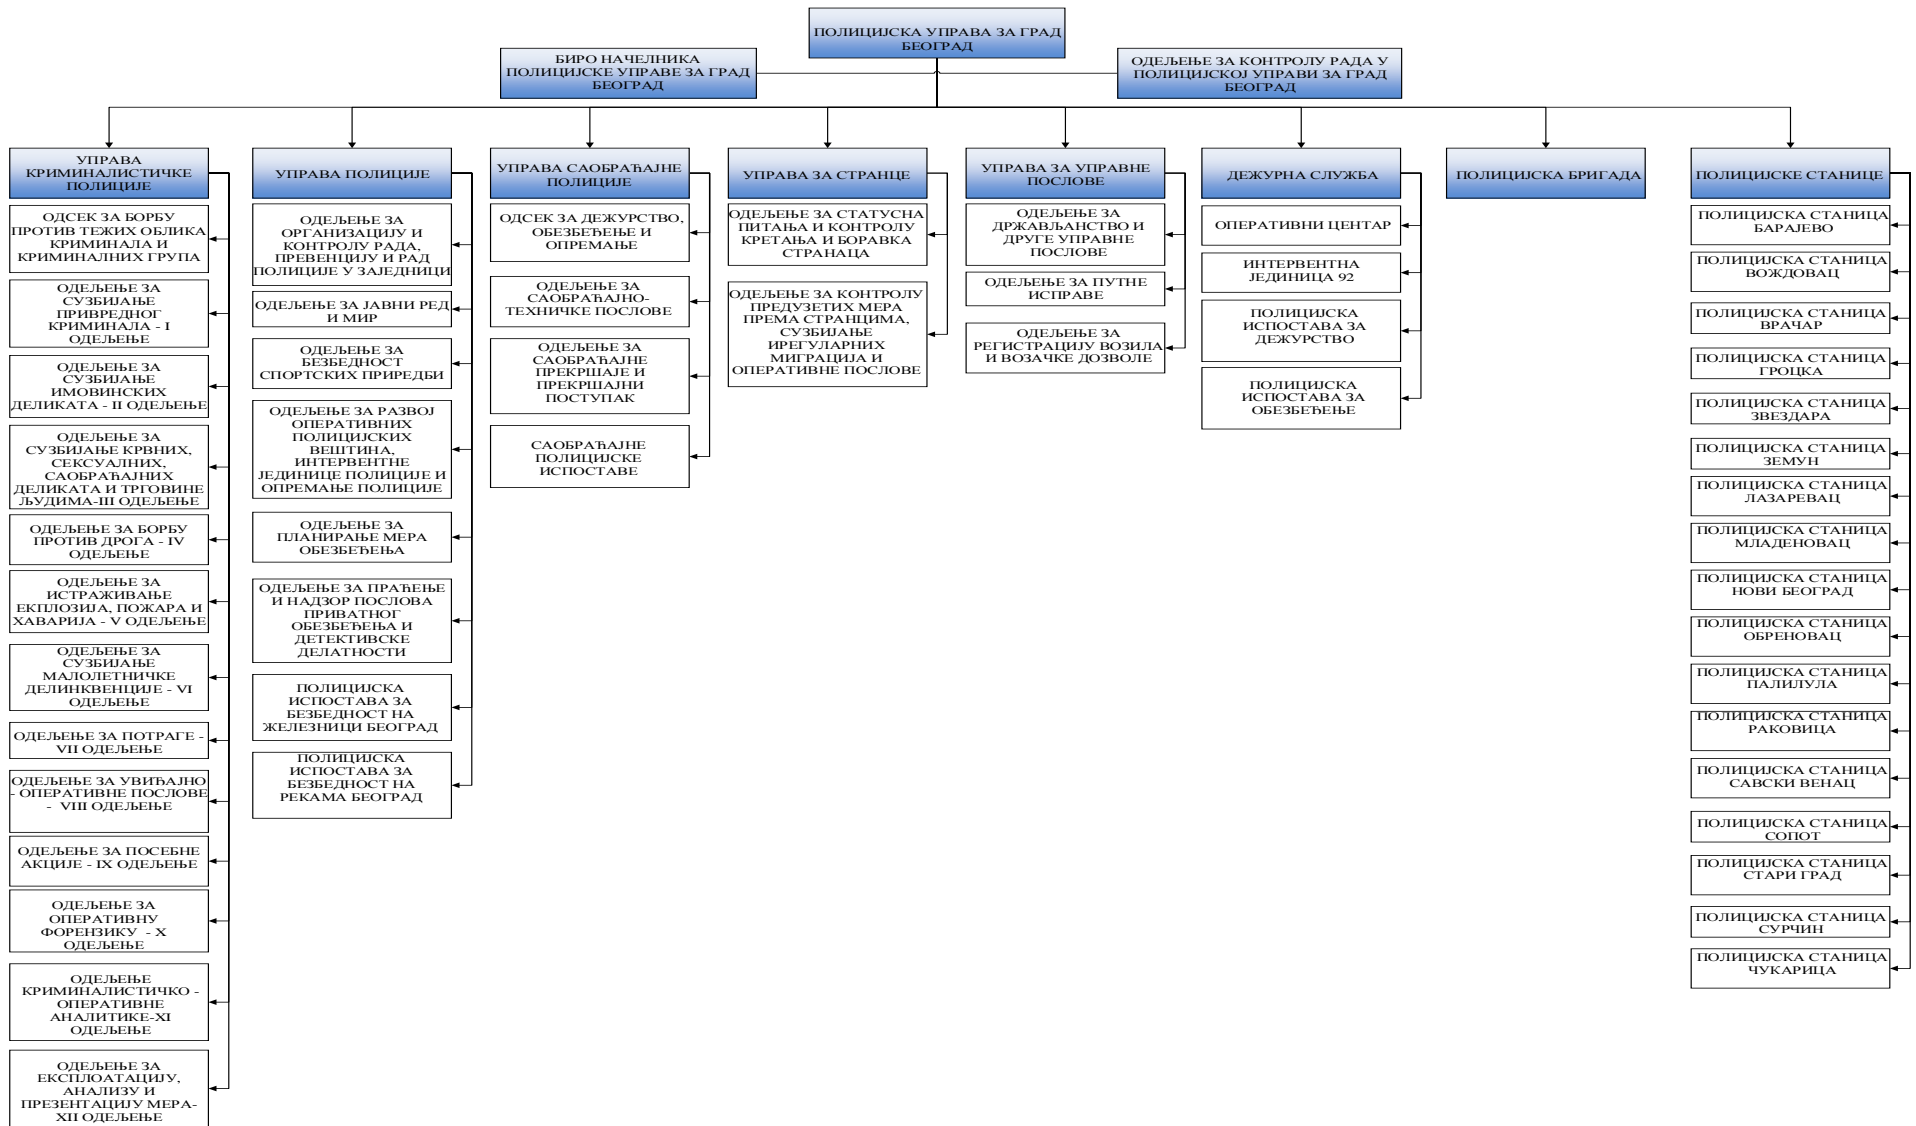 ПОЛИЦИЈСКА УПРАВА ЗА ГРАД
БЕОГРАД
БИРО НАЧЕЛНИКА
ПОЛИЦИЈСКЕ УПРАВЕ ЗА ГРАД
БЕОГРАД
ОДЕЉЕЊЕ ЗА КОНТРОЛУ РАДА У
ПОЛИЦИЈСКОЈ УПРАВИ ЗА ГРАД
БЕОГРАД
УПРАВА
КРИМИНАЛИСТИЧКЕ
ПОЛИЦИЈЕ
ОДСЕК ЗА БОРБУ
ПРОТИВ ТЕЖИХ ОБЛИКА
КРИМИНАЛА И
КРИМИНАЛНИХ ГРУПА
ОДЕЉЕЊЕ ЗА
СУЗБИЈАЊЕ
ПРИВРЕДНОГ
КРИМИНАЛА - I
ОДЕЉЕЊЕ
ОДЕЉЕЊЕ ЗА
СУЗБИЈАЊЕ
ИМОВИНСКИХ
ДЕЛИКАТА - II ОДЕЉЕЊЕ
ОДЕЉЕЊЕ ЗА
СУЗБИЈАЊЕ КРВНИХ,
СЕКСУАЛНИХ,
САОБРАЋАЈНИХ
ДЕЛИКАТА И ТРГОВИНЕ
ЉУДИМА-III ОДЕЉЕЊЕ
ОДЕЉЕЊЕ ЗА БОРБУ
ПРОТИВ ДРОГА - IV
ОДЕЉЕЊЕ
ОДЕЉЕЊЕ ЗА
ИСТРАЖИВАЊЕ
ЕКПЛОЗИЈА, ПОЖАРА И
ХАВАРИЈА - V ОДЕЉЕЊЕ
ОДЕЉЕЊЕ ЗА
СУЗБИЈАЊЕ
МАЛОЛЕТНИЧКЕ
ДЕЛИНКВЕНЦИЈЕ - VI
ОДЕЉЕЊЕ
ОДЕЉЕЊЕ ЗА ПОТРАГЕ -
VII ОДЕЉЕЊЕ
ОДЕЉЕЊЕ ЗА УВИЂАЈНО
- ОПЕРАТИВНЕ ПОСЛОВЕ
- VIII ОДЕЉЕЊЕ
ОДЕЉЕЊЕ ЗА ПОСЕБНЕ
АКЦИЈЕ - IX ОДЕЉЕЊЕ
ОДЕЉЕЊЕ ЗА
ОПЕРАТИВНУ
ФОРЕНЗИКУ - X
ОДЕЉЕЊЕ
ОДЕЉЕЊЕ
КРИМИНАЛИСТИЧКО -
ОПЕРАТИВНЕ
АНАЛИТИКЕ-XI
ОДЕЉЕЊЕ
ОДЕЉЕЊЕ ЗА
ЕКСПЛОАТАЦИЈУ,
АНАЛИЗУ И
ПРЕЗЕНТАЦИЈУ МЕРА-
XII ОДЕЉЕЊЕ
УПРАВА ПОЛИЦИЈЕ
ОДЕЉЕЊЕ ЗА
ОРГАНИЗАЦИЈУ И
КОНТРОЛУ РАДА,
ПРЕВЕНЦИЈУ И РАД
ПОЛИЦИЈЕ У ЗАЈЕДНИЦИ
ОДЕЉЕЊЕ ЗА ЈАВНИ РЕД
И МИР
ОДЕЉЕЊЕ ЗА
БЕЗБЕДНОСТ
СПОРТСКИХ ПРИРЕДБИ
ОДЕЉЕЊЕ ЗА РАЗВОЈ
ОПЕРАТИВНИХ
ПОЛИЦИЈСКИХ
ВЕШТИНА,
ИНТЕРВЕНТНЕ
ЈЕДИНИЦЕ ПОЛИЦИЈЕ И
ОПРЕМАЊЕ ПОЛИЦИЈЕ
ОДЕЉЕЊЕ ЗА
ПЛАНИРАЊЕ МЕРА
ОБЕЗБЕЂЕЊА
ОДЕЉЕЊЕ ЗА ПРАЋЕЊЕ
И НАДЗОР ПОСЛОВА
ПРИВАТНОГ
ОБЕЗБЕЂЕЊА И
ДЕТЕКТИВСКЕ
ДЕЛАТНОСТИ
ПОЛИЦИЈСКА
ИСПОСТАВА ЗА
БЕЗБЕДНОСТ НА
ЖЕЛЕЗНИЦИ БЕОГРАД
ПОЛИЦИЈСКА
ИСПОСТАВА ЗА
БЕЗБЕДНОСТ НА
РЕКАМА БЕОГРАД
УПРАВА САОБРАЋАЈНЕ
ПОЛИЦИЈЕ
ОДСЕК ЗА ДЕЖУРСТВО,
ОБЕЗБЕЂЕЊЕ И
ОПРЕМАЊЕ
ОДЕЉЕЊЕ ЗА
САОБРАЋАЈНО-
ТЕХНИЧКЕ ПОСЛОВЕ
ОДЕЉЕЊЕ ЗА
САОБРАЋАЈНЕ
ПРЕКРШАЈЕ И
ПРЕКРШАЈНИ
ПОСТУПАК
САОБРАЋАЈНЕ
ПОЛИЦИЈСКЕ
ИСПОСТАВЕ
УПРАВА ЗА СТРАНЦЕ
ОДЕЉЕЊЕ ЗА СТАТУСНА
ПИТАЊА И КОНТРОЛУ
КРЕТАЊА И БОРАВКА
СТРАНАЦА
ОДЕЉЕЊЕ ЗА КОНТРОЛУ
ПРЕДУЗЕТИХ МЕРА
ПРЕМА СТРАНЦИМА,
СУЗБИЈАЊЕ
ИРЕГУЛАРНИХ
МИГРАЦИЈА И
ОПЕРАТИВНЕ ПОСЛОВЕ
УПРАВА ЗА УПРАВНЕ
ПОСЛОВЕ
ОДЕЉЕЊЕ ЗА
ДРЖАВЉАНСТВО И
ДРУГЕ УПРАВНЕ
ПОСЛОВЕ
ОДЕЉЕЊЕ ЗА ПУТНЕ
ИСПРАВЕ
ОДЕЉЕЊЕ ЗА
РЕГИСТРАЦИЈУ ВОЗИЛА
И ВОЗАЧКЕ ДОЗВОЛЕ
ДЕЖУРНА СЛУЖБА
ОПЕРАТИВНИ ЦЕНТАР
ИНТЕРВЕНТНА
ЈЕДИНИЦА 92
ПОЛИЦИЈСКА
ИСПОСТАВА ЗА
ДЕЖУРСТВО
ПОЛИЦИЈСКА
ИСПОСТАВА ЗА
ОБЕЗБЕЂЕЊЕ
ПОЛИЦИЈСКА БРИГАДА
ПОЛИЦИЈСКЕ СТАНИЦЕ
ПОЛИЦИЈСКА СТАНИЦА
БАРАЈЕВО
ПОЛИЦИЈСКА СТАНИЦА
ВОЖДОВАЦ
ПОЛИЦИЈСКА СТАНИЦА
ВРАЧАР
ПОЛИЦИЈСКА СТАНИЦА
ГРОЦКА
ПОЛИЦИЈСКА СТАНИЦА
ЗВЕЗДАРА
ПОЛИЦИЈСКА СТАНИЦА
ЗЕМУН
ПОЛИЦИЈСКА СТАНИЦА
ЛАЗАРЕВАЦ
ПОЛИЦИЈСКА СТАНИЦА
МЛАДЕНОВАЦ
ПОЛИЦИЈСКА СТАНИЦА
НОВИ БЕОГРАД
ПОЛИЦИЈСКА СТАНИЦА
ОБРЕНОВАЦ
ПОЛИЦИЈСКА СТАНИЦА
ПАЛИЛУЛА
ПОЛИЦИЈСКА СТАНИЦА
РАКОВИЦА
ПОЛИЦИЈСКА СТАНИЦА
САВСКИ ВЕНАЦ
ПОЛИЦИЈСКА СТАНИЦА
СОПОТ
ПОЛИЦИЈСКА СТАНИЦА
СТАРИ ГРАД
ПОЛИЦИЈСКА СТАНИЦА
СУРЧИН
ПОЛИЦИЈСКА СТАНИЦА
ЧУКАРИЦА